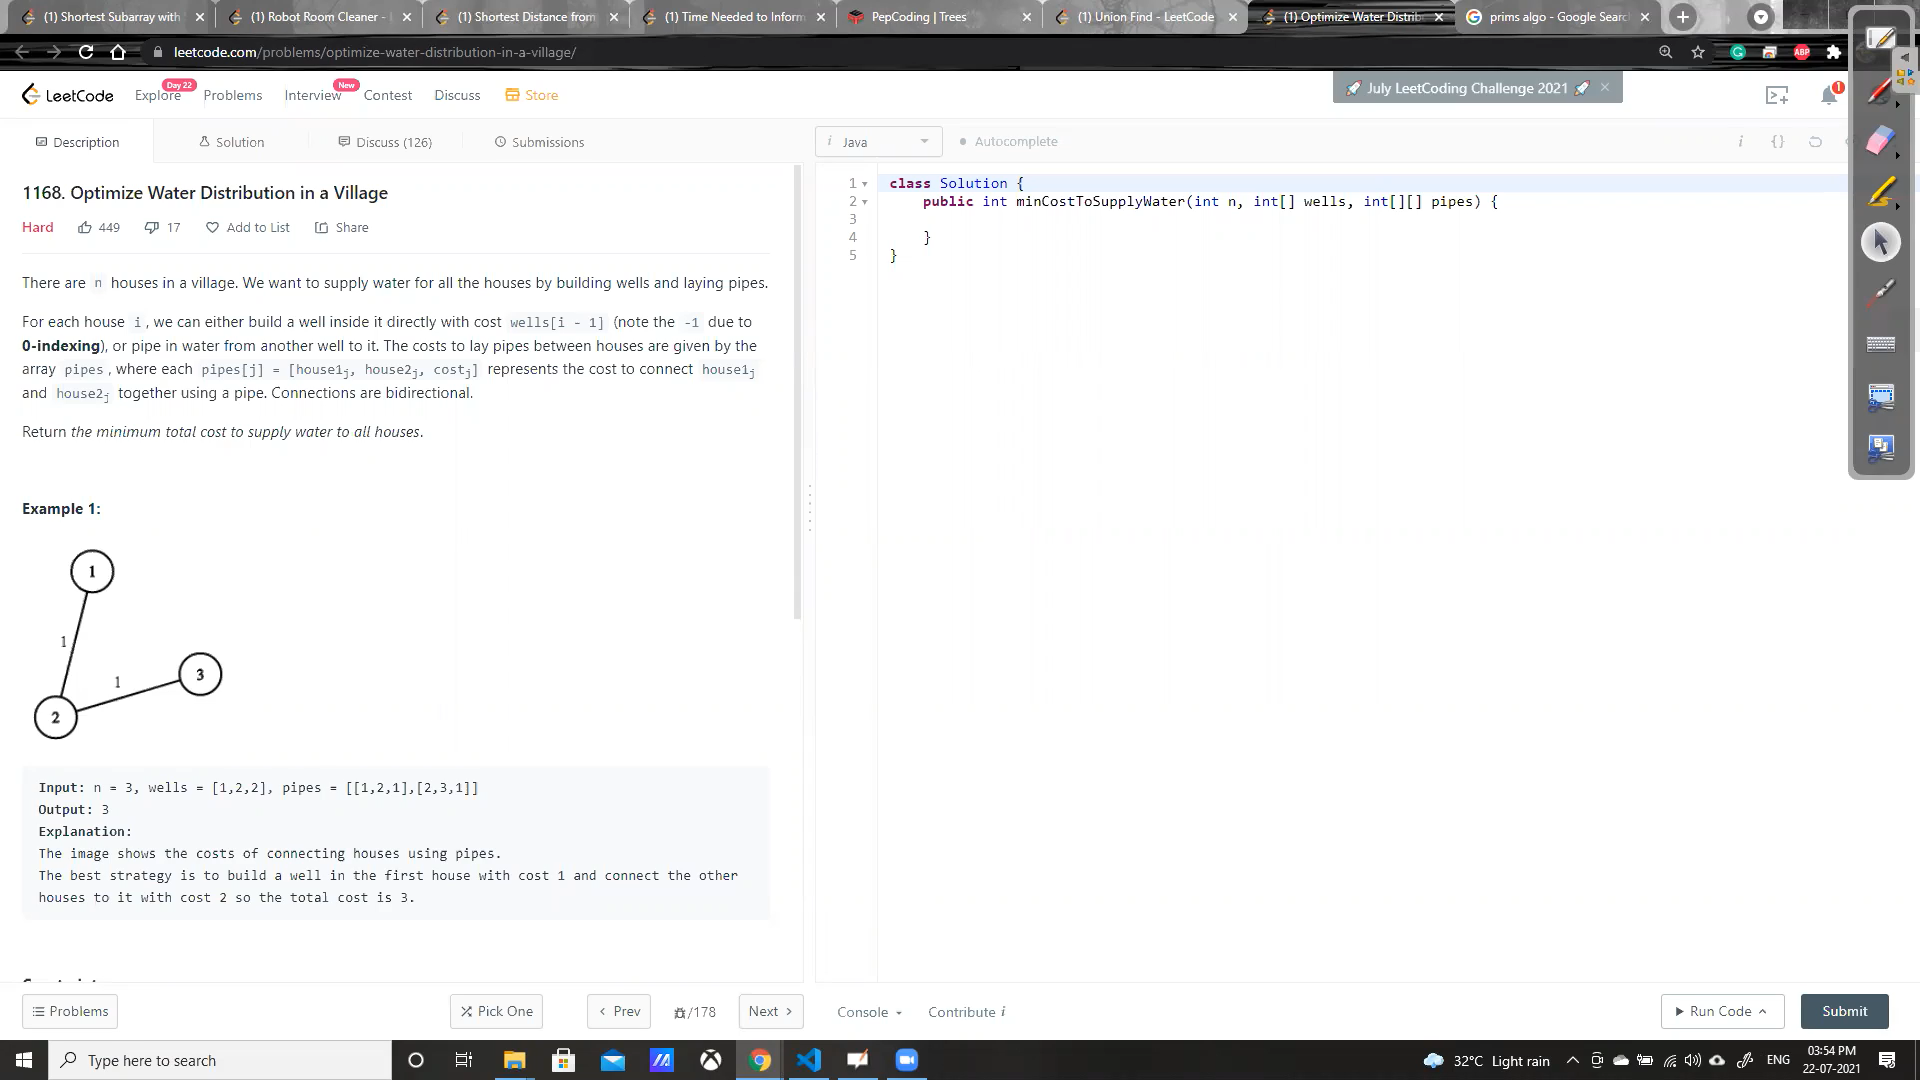 (1) Shortest Subarray with
(1) Robot Room Cleaner -
(1) Shortest Distance from
(1) Time Needed to Inform
PepCoding | Trees
(1) Union Find - LeetCode
(1) Optimize Water Distrib
prims algo - Google Searc
leetcode.com/problems/optimize-water-distribution-in-a-village/
ABP
LeetCode
Explore
Day 22
Problems
Interview
New
Contest
Discuss
Store
July LeetCoding Challenge 2021
1
Description
Solution
Discuss (126)
Submissions
i Java
Autocomplete
i {}
1168. Optimize Water Distribution in a Village
Hard 449 17 Add to List Share
There are n houses in a village. We want to supply water for all the houses by building wells and laying pipes.
For each house i, we can either build a well inside it directly with cost wells[i - 1] (note the -1 due to
0-indexing), or pipe in water from another well to it. The costs to lay pipes between houses are given by the
array pipes, where each pipes[j] = [house1j, house2j, costj] represents the cost to connect house1j
and house2j together using a pipe. Connections are bidirectional.
Return the minimum total cost to supply water to all houses.
Example 1:
1
1
3
1
2
Input: n = 3, wells = [1,2,2], pipes = [[1,2,1],[2,3,1]]
Output: 3
Explanation:
The image shows the costs of connecting houses using pipes.
The best strategy is to build a well in the first house with cost 1 and connect the other
houses to it with cost 2 so the total cost is 3.
1 class Solution {
2 public int minCostToSupplyWater(int n, int[] wells, int[][] pipes) {
3
4 }
5 }
Problems
Pick One
< Prev
/178
Next >
Console
Contribute i
Run Code
Submit
Type here to search
32°C Light rain
ENG
03:54 PM
22-07-2021